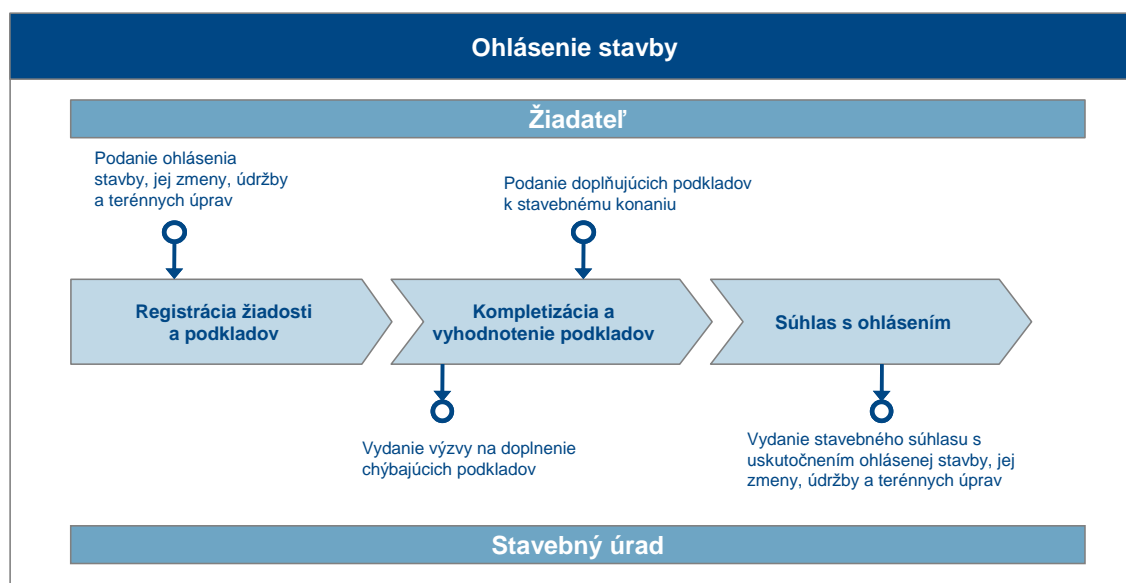 Ohlásenie stavby
Žiadateľ
Podanie ohlásenia
stavby, jej zmeny, údržby
a terénnych úprav
Podanie doplňujúcich podkladov
k stavebnému konaniu
Registrácia žiadosti
a podkladov
Kompletizácia a
vyhodnotenie podkladov
Súhlas s ohlásením
Vydanie výzvy na doplnenie
chýbajúcich podkladov
Vydanie stavebného súhlasu s
uskutočnením ohlásenej stavby, jej
zmeny, údržby a terénnych úprav
Stavebný úrad